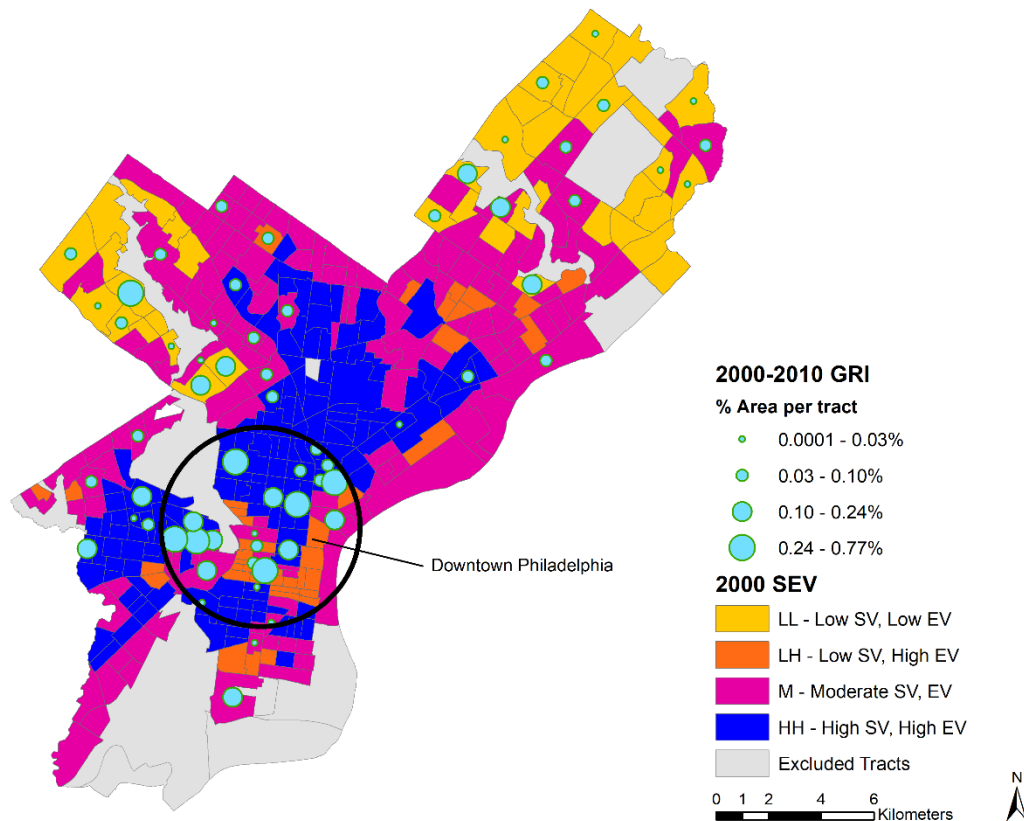 Downtown Philadelphia
2000-2010 GRI
% Area per tract
0.0001 - 0.03%
0.03 - 0.10%
0.10 - 0.24%
0.24 - 0.77%
2000 SEV
LL - Low SV, Low EV
LH - Low SV, High EV
M - Moderate SV, EV
HH - High SV, High EV
Excluded Tracts
0 1 2 4 6
Kilometers
N